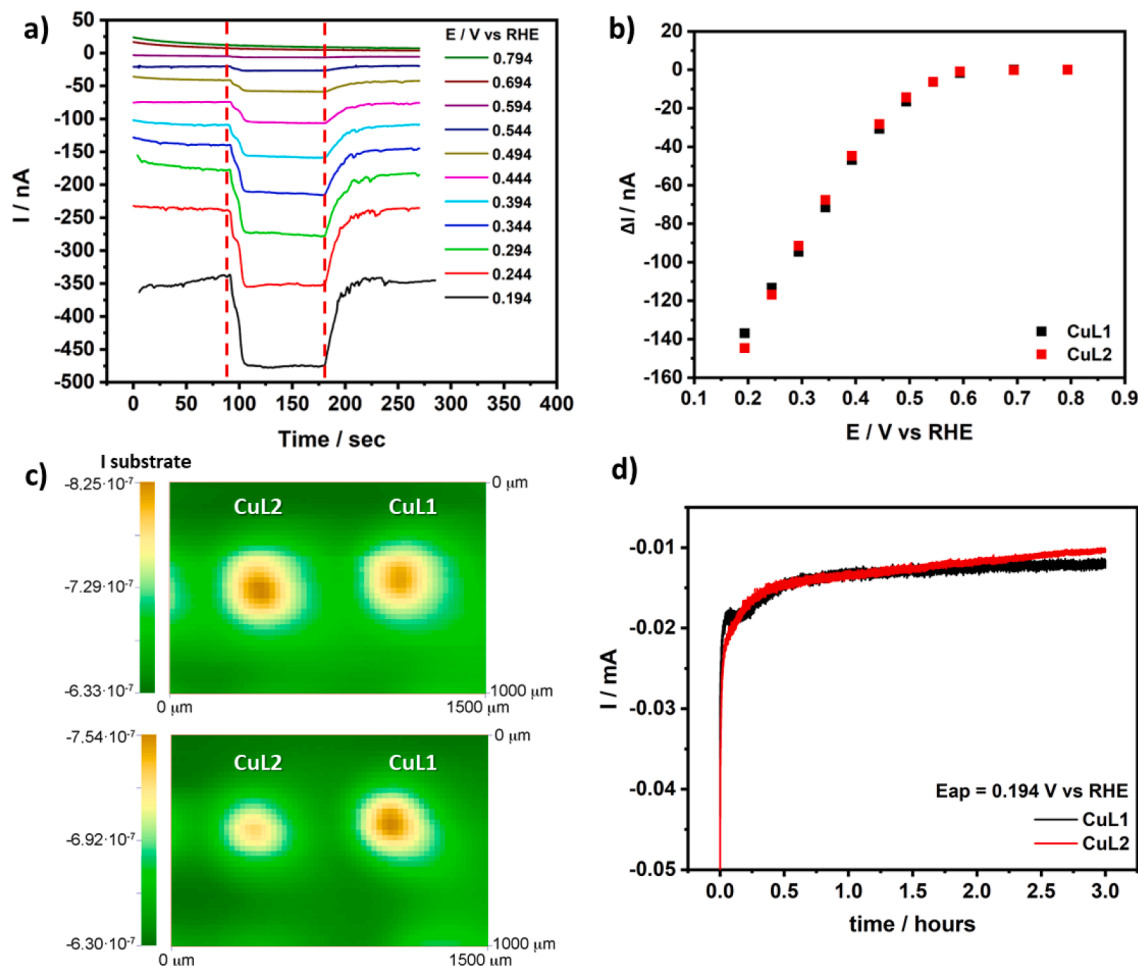 a)
50
0
-50
-100
-150
-200
-250
-300
-350
-400
-450
-500
I / nA
0 50 100 150 200 250 300 350 400
Time / sec
E / V vs RHE
0.794
0.694
0.594
0.544
0.494
0.444
0.394
0.344
0.294
0.244
0.194
b)
0
-20
-40
-60
-80
-100
-120
-140
-160
ΔI / nA
0.1 0.2 0.3 0.4 0.5 0.6 0.7 0.8 0.9
E / V vs RHE
CuL1
CuL2
c)
I substrate
-8.25·10⁻⁷
-7.29·10⁻⁷
-6.33·10⁻⁷
CuL2 CuL1
0 μm
1000 μm
0 μm 1500 μm
-7.54·10⁻⁷
-6.92·10⁻⁷
-6.30·10⁻⁷
CuL2 CuL1
0 μm
1000 μm
0 μm 1500 μm
d)
-0.01
-0.02
-0.03
-0.04
-0.05
I / mA
0.0 0.5 1.0 1.5 2.0 2.5 3.0
time / hours
Eap = 0.194 V vs RHE
CuL1
CuL2